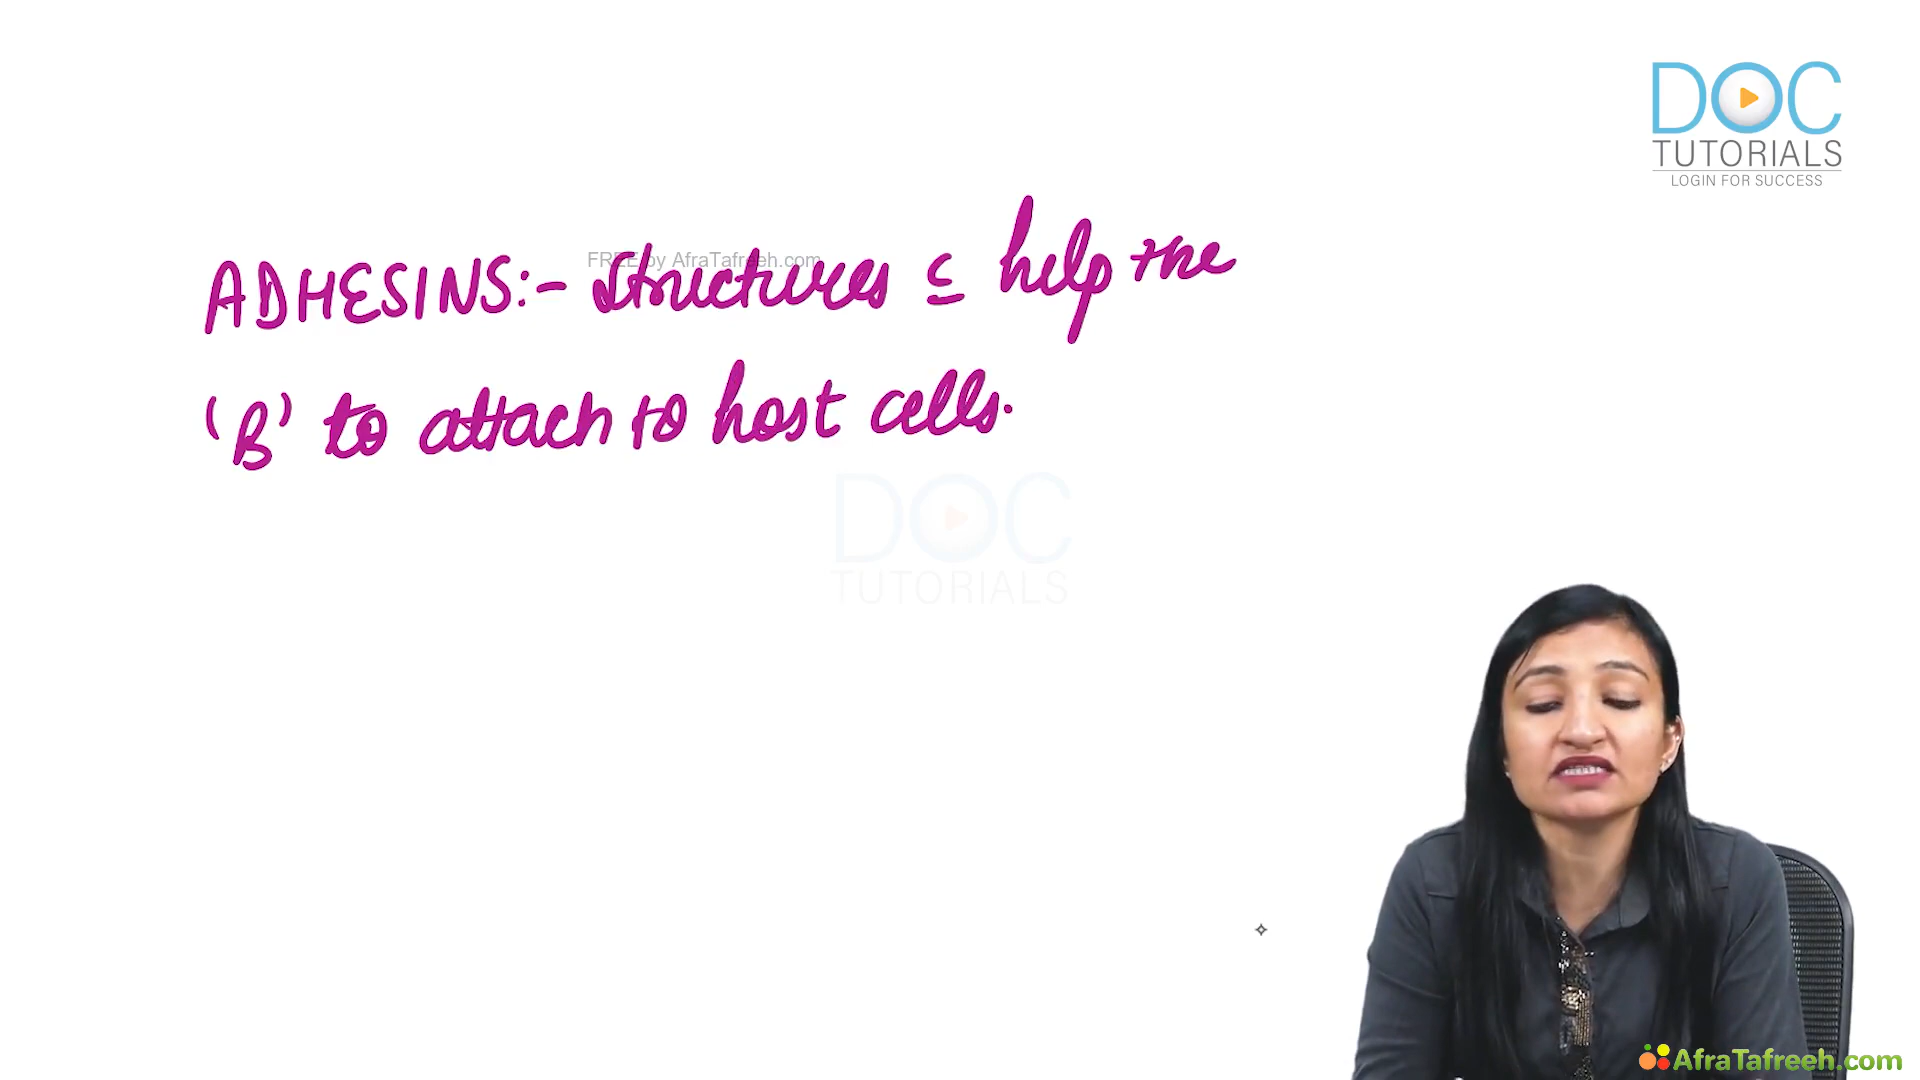 DOC
TUTORIALS
LOGIN FOR SUCCESS
FREE by AfraTafreeh.com
ADHESINS:- structures c help the
'B' to attach to host cells.
DOC
TUTORIALS
AfraTafreeh.com